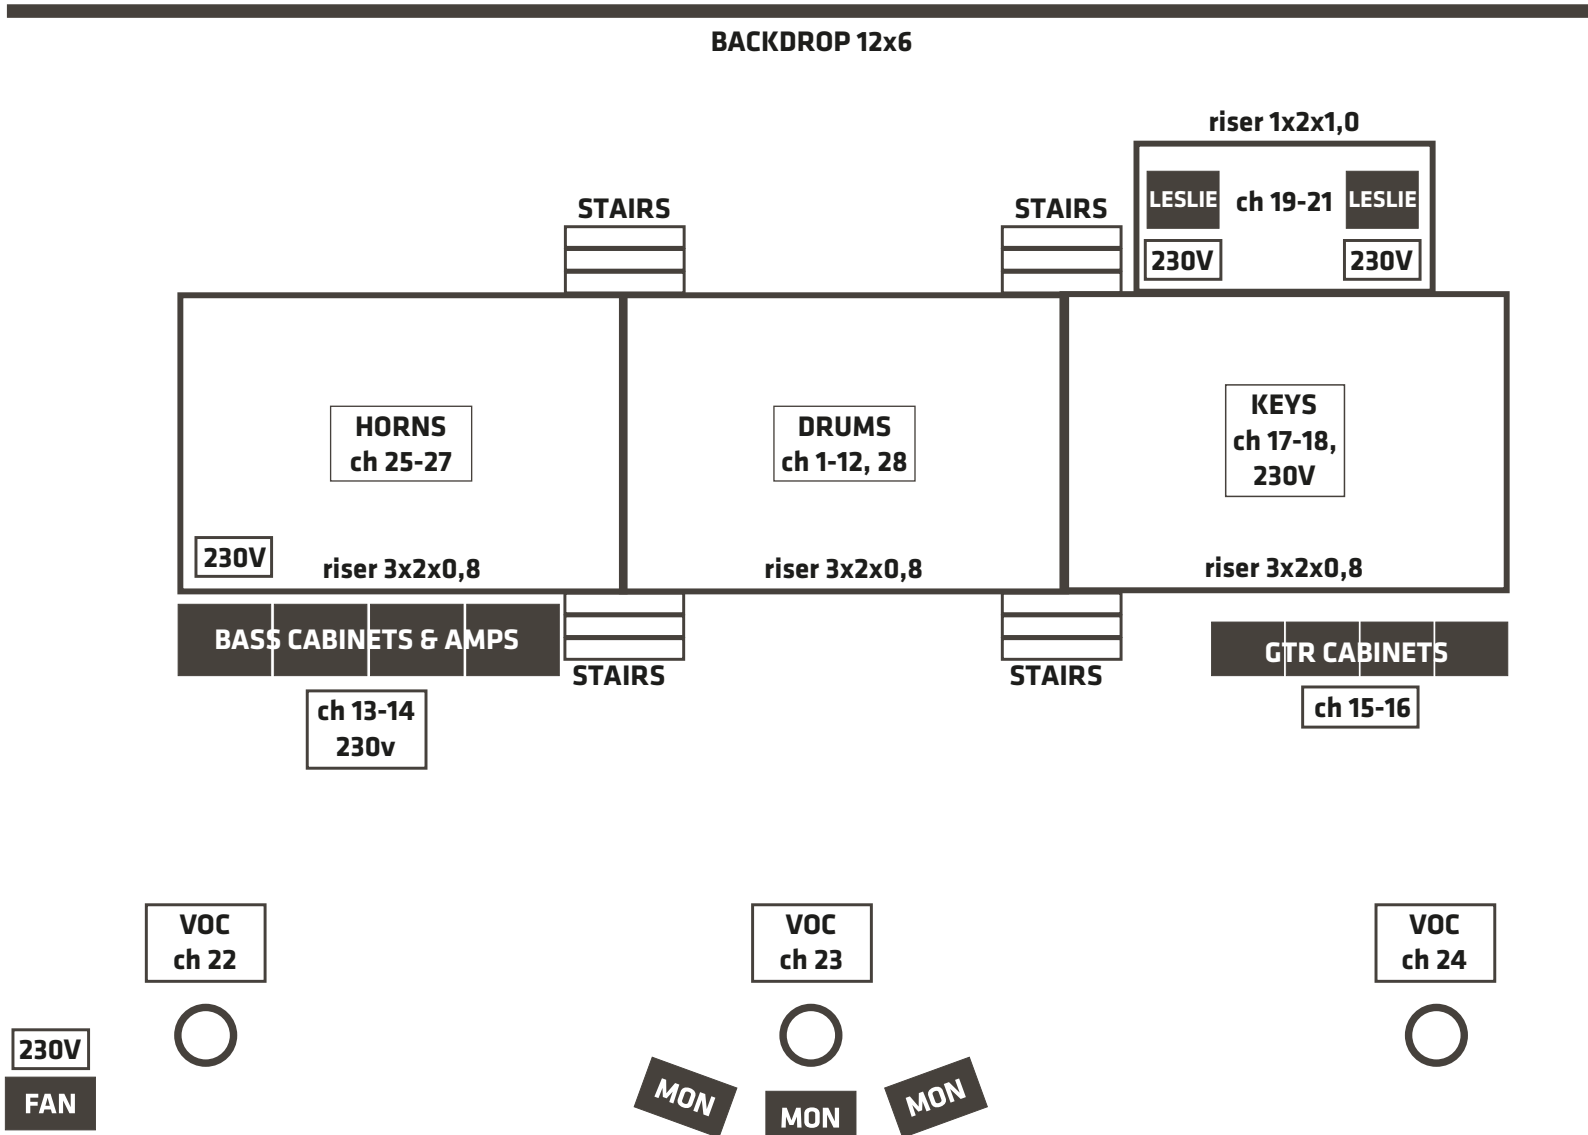 BACKDROP 12x6
riser 1x2x1,0
LESLIE
ch 19-21
LESLIE
230V
230V
STAIRS
STAIRS
HORNS
ch 25-27
230V
riser 3x2x0,8
DRUMS
ch 1-12, 28
riser 3x2x0,8
KEYS
ch 17-18,
230V
riser 3x2x0,8
BASS CABINETS & AMPS
ch 13-14
230v
STAIRS
STAIRS
GTR CABINETS
ch 15-16
VOC
ch 22
VOC
ch 23
VOC
ch 24
230V
FAN
MON
MON
MON